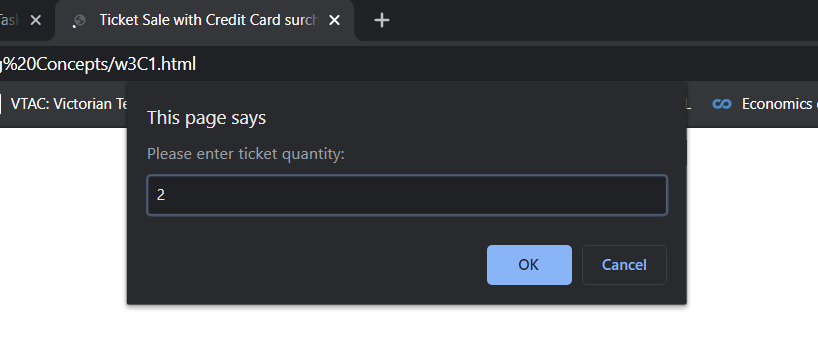 Task
Ticket Sale with Credit Card surch
g%20Concepts/w3C1.html
VTAC: Victorian Te
L
Economics
This page says
Please enter ticket quantity:
2
OK
Cancel